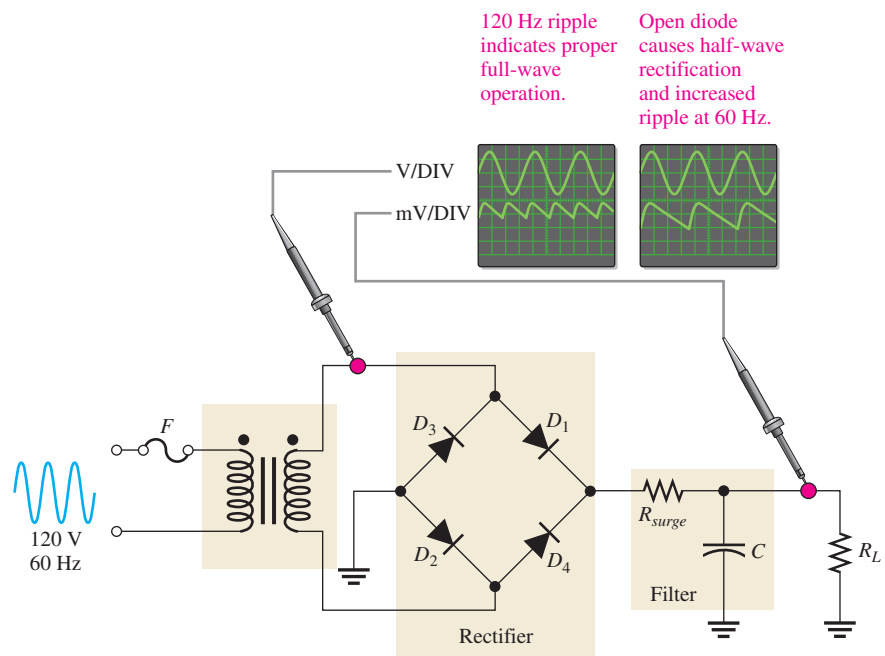 120 Hz ripple
indicates proper
full-wave
operation.
Open diode
causes half-wave
rectification
and increased
ripple at 60 Hz.
V/DIV
mV/DIV
F
D3
D1
D2
D4
120 V
60 Hz
Rsurge
C
RL
Filter
Rectifier